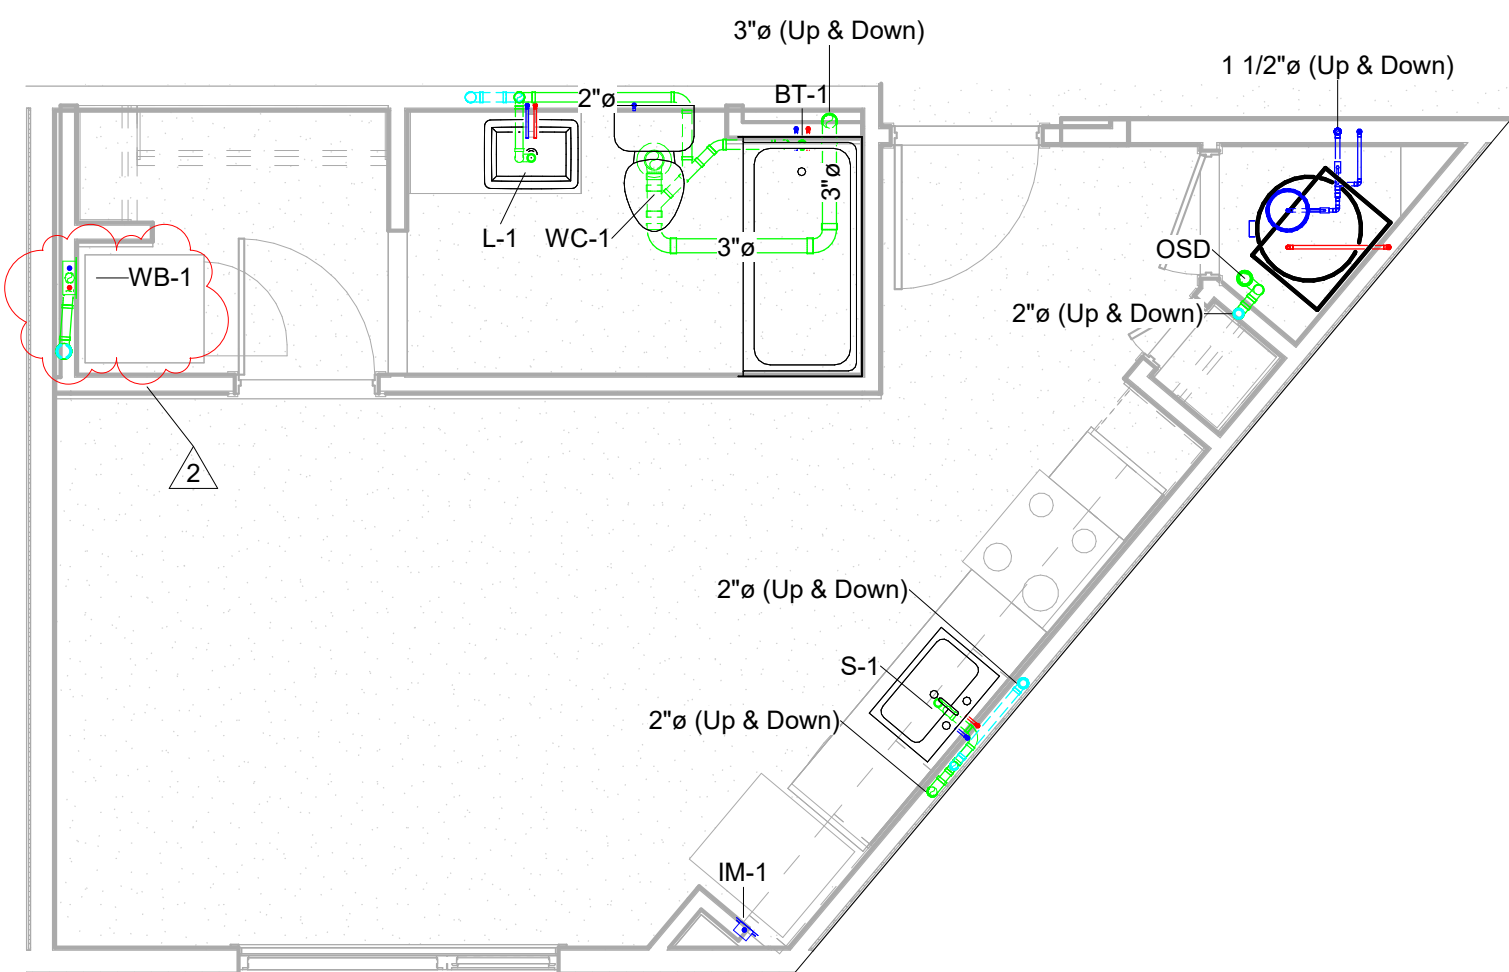 3"ø (Up & Down)
1 1/2"ø (Up & Down)
2"ø
BT-1
3"ø
L-1
WC-1
3"ø
OSD
WB-1
2"ø (Up & Down)
2
2"ø (Up & Down)
S-1
2"ø (Up & Down)
IM-1